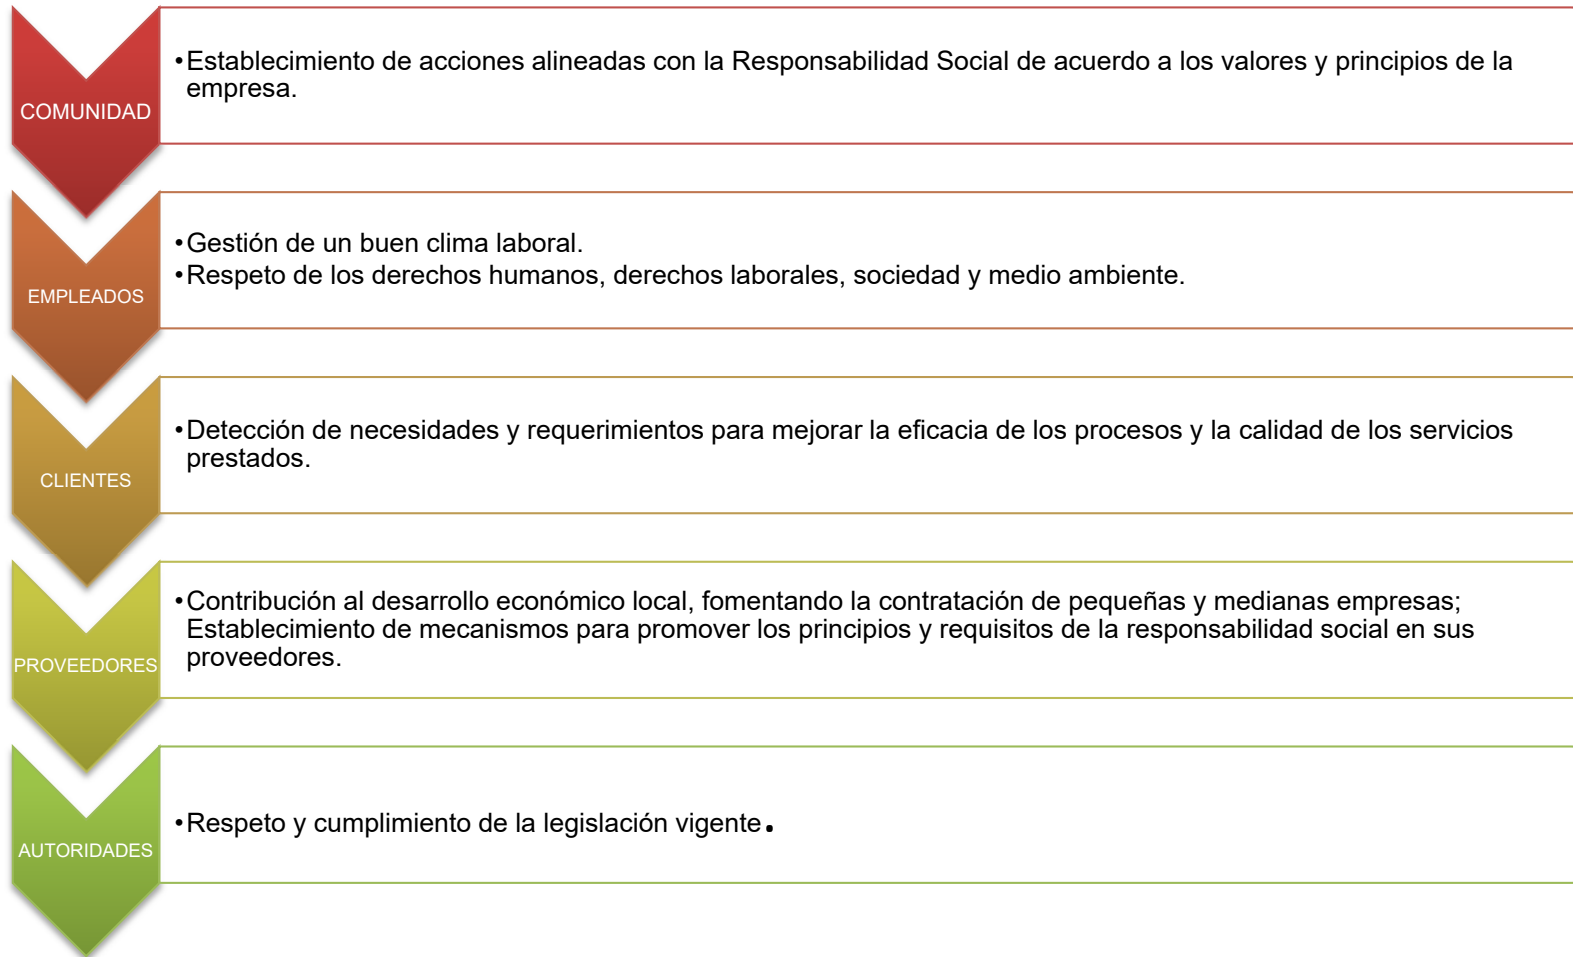 COMUNIDAD
•Establecimiento de acciones alineadas con la Responsabilidad Social de acuerdo a los valores y principios de la
empresa.
EMPLEADOS
•Gestión de un buen clima laboral.
•Respeto de los derechos humanos, derechos laborales, sociedad y medio ambiente.
CLIENTES
•Detección de necesidades y requerimientos para mejorar la eficacia de los procesos y la calidad de los servicios
prestados.
PROVEEDORES
•Contribución al desarrollo económico local, fomentando la contratación de pequeñas y medianas empresas;
Establecimiento de mecanismos para promover los principios y requisitos de la responsabilidad social en sus
proveedores.
AUTORIDADES
•Respeto y cumplimiento de la legislación vigente.